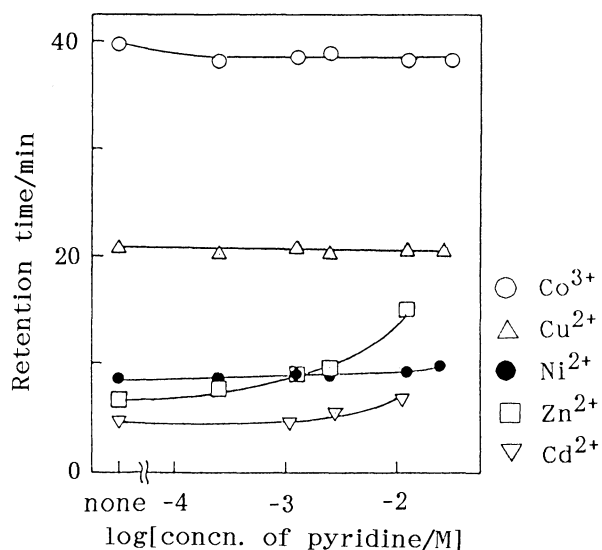 40
20
0
Retention time/min
none -4 -3 -2
log[concn. of pyridine/M]
Co³⁺
Cu²⁺
Ni²⁺
Zn²⁺
Cd²⁺